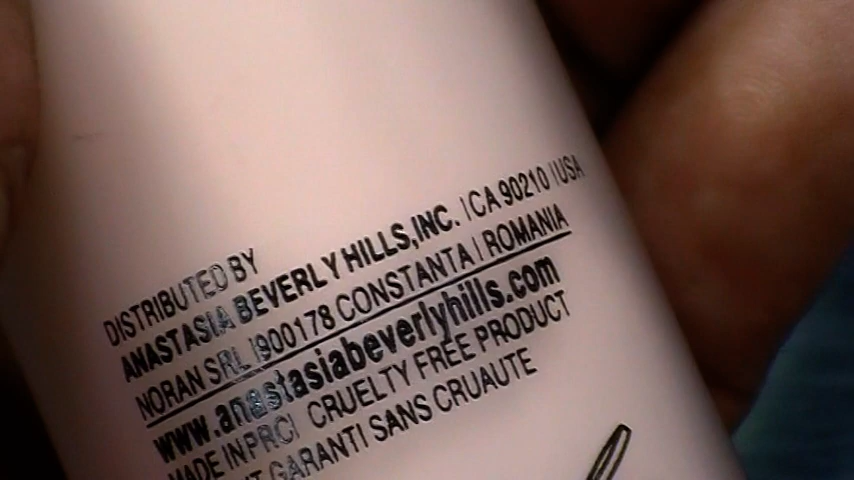 DISTRIBUTED BY
ANASTASIA BEVERLY HILLS,INC. | CA 90210 | USA
NORAN SRL |900178 CONSTANTA | ROMANIA
www.anastasiabeverlyhills.com
MADE IN PRC| CRUELTY FREE PRODUCT
GARANTI SANS CRUAUTE